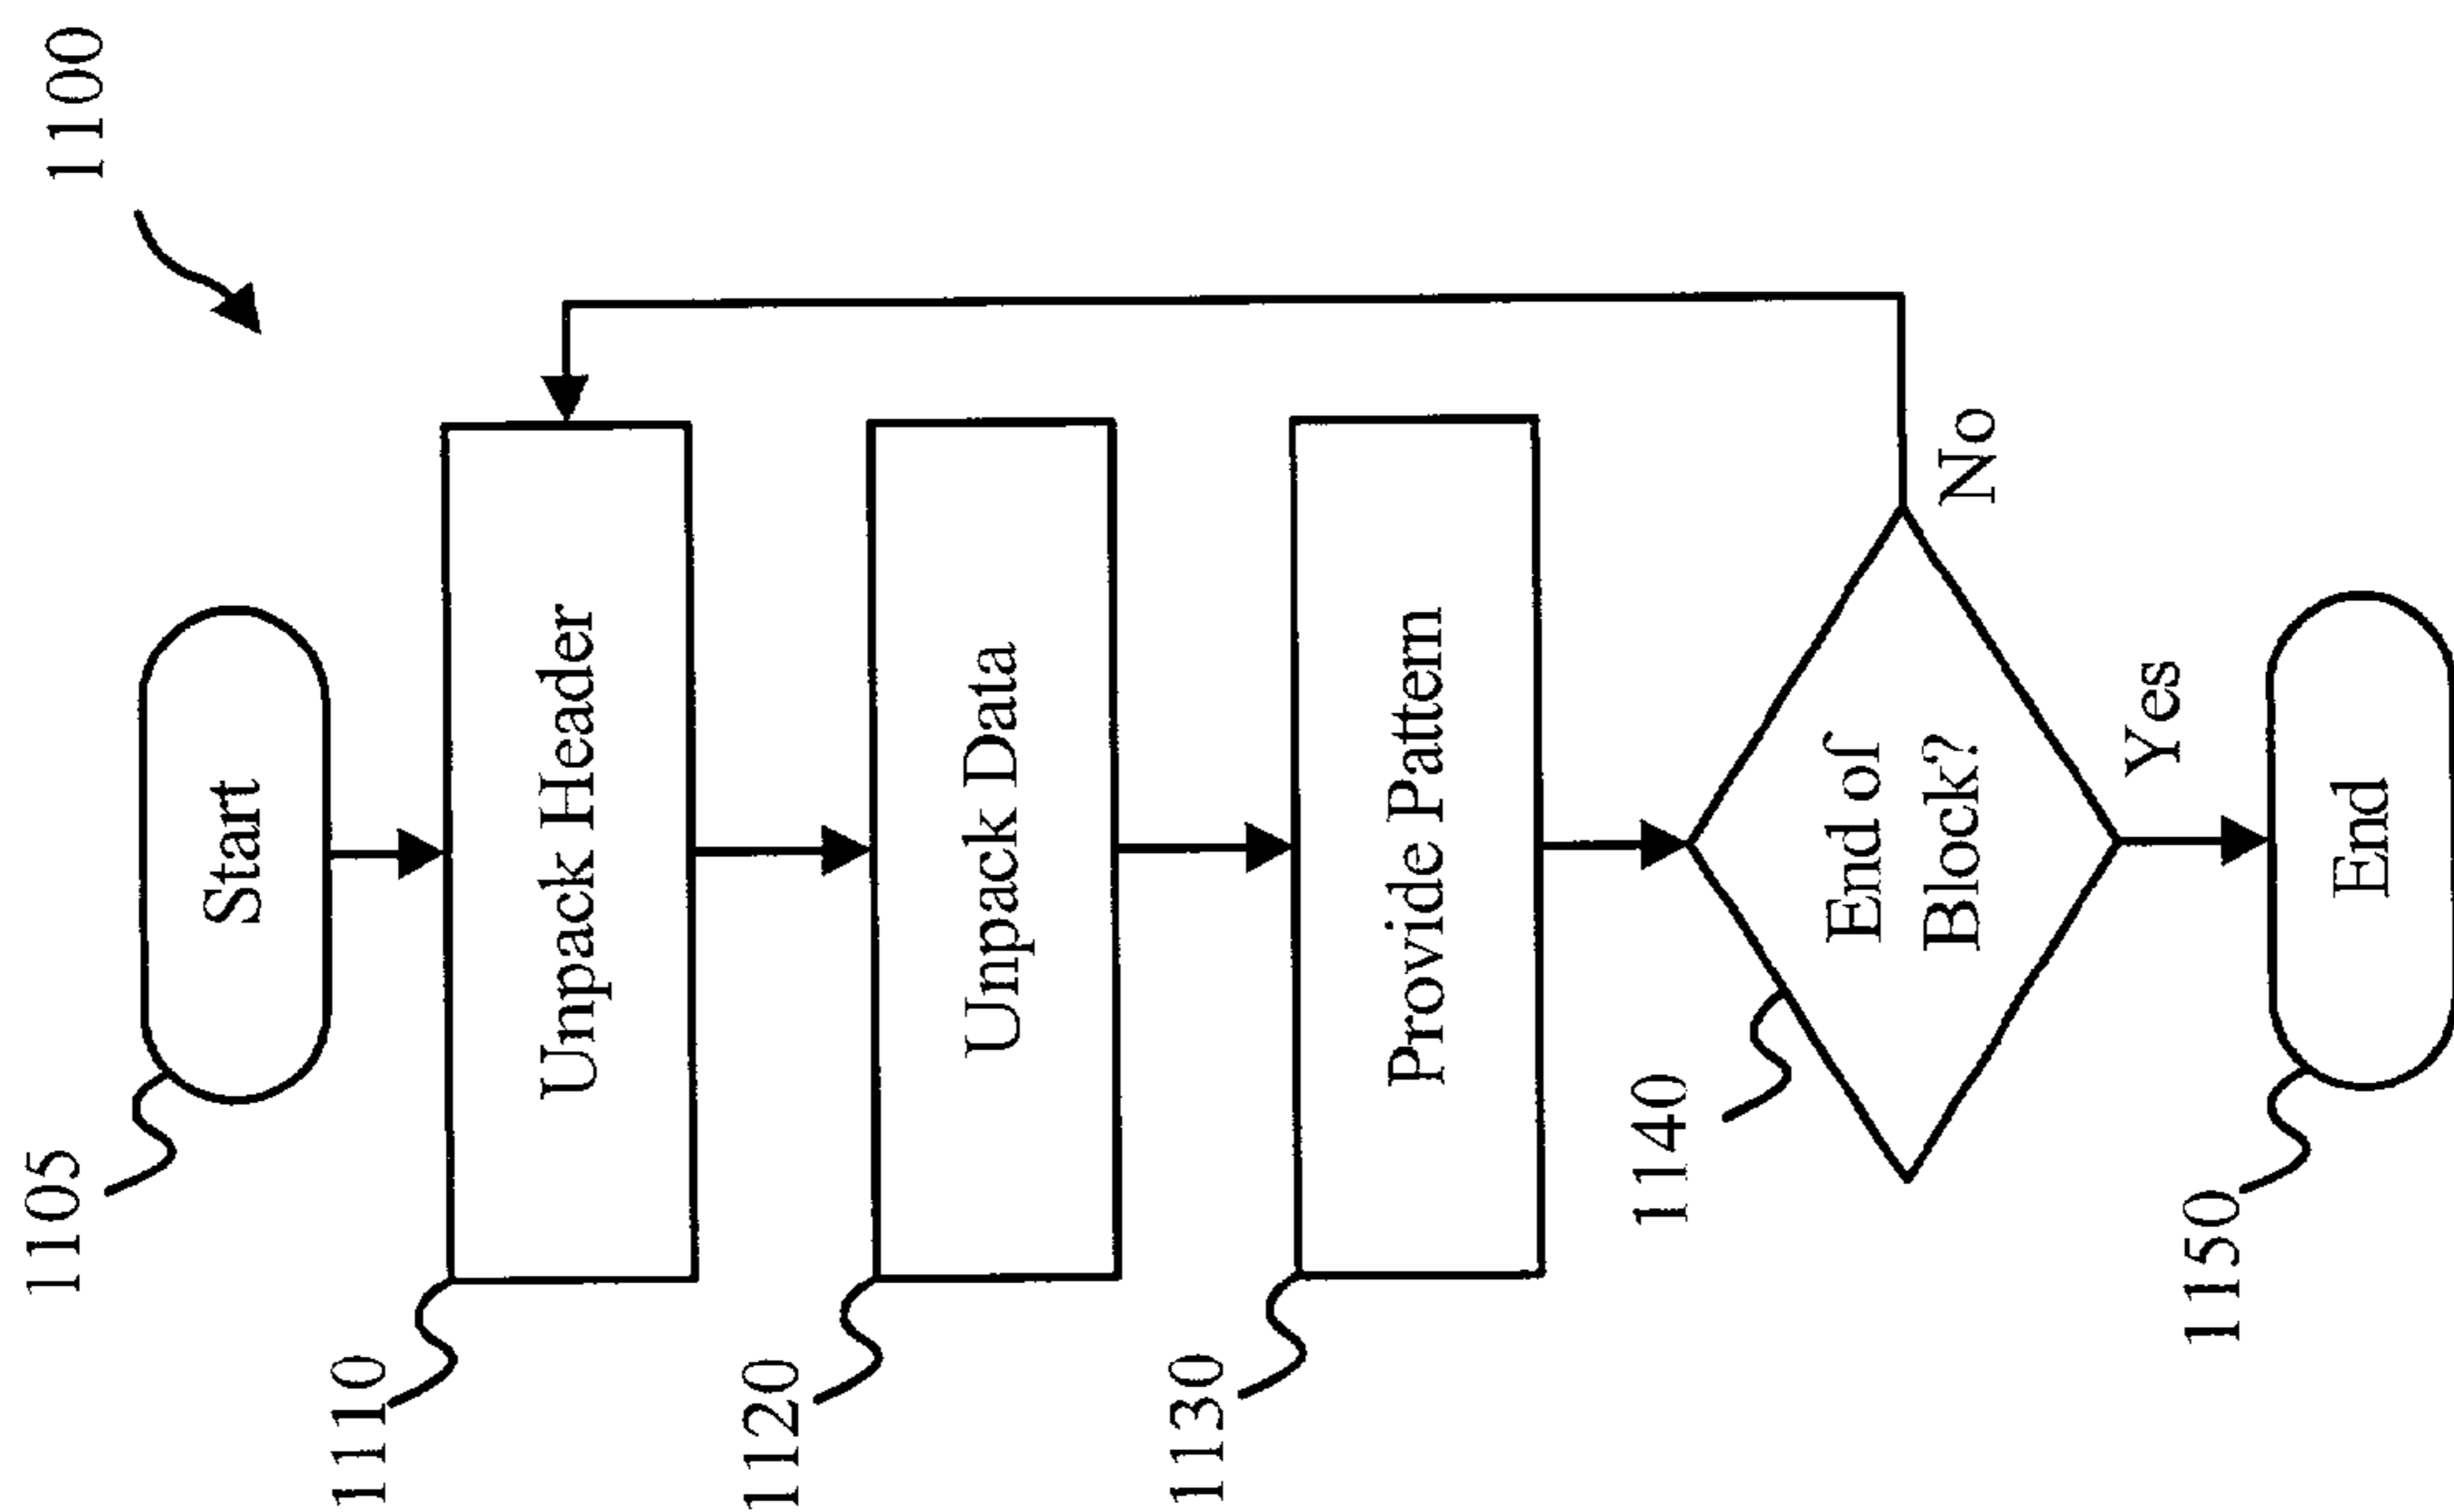 1100
1105
Start
1110
Unpack Header
1120
Unpack Data
1130
Provide Pattern
1140
End of
Block?
No
Yes
1150
End